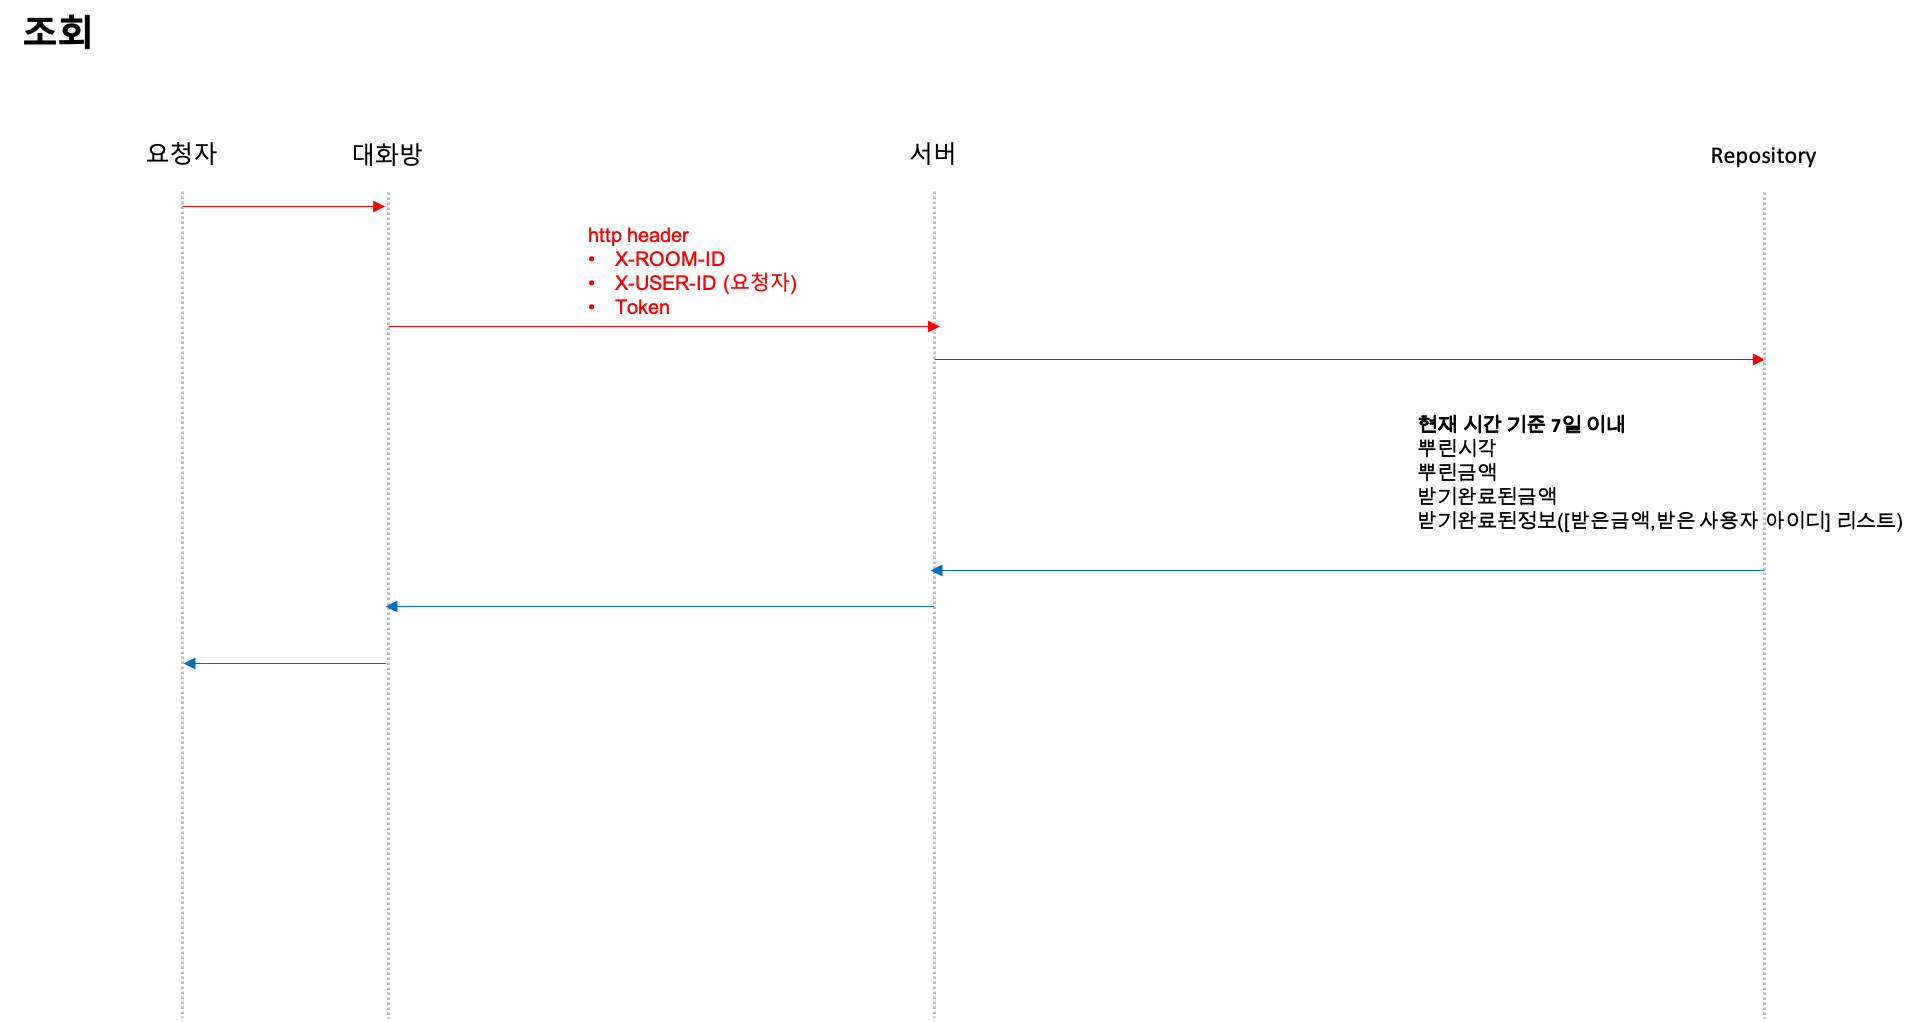 조회
요청자
대화방
서버
Repository
http header
• X-ROOM-ID
• X-USER-ID (요청자)
• Token
현재 시간 기준 7일 이내
뿌린시각
뿌린금액
받기완료된금액
받기완료된정보([받은금액,받은 사용자 아이디] 리스트)